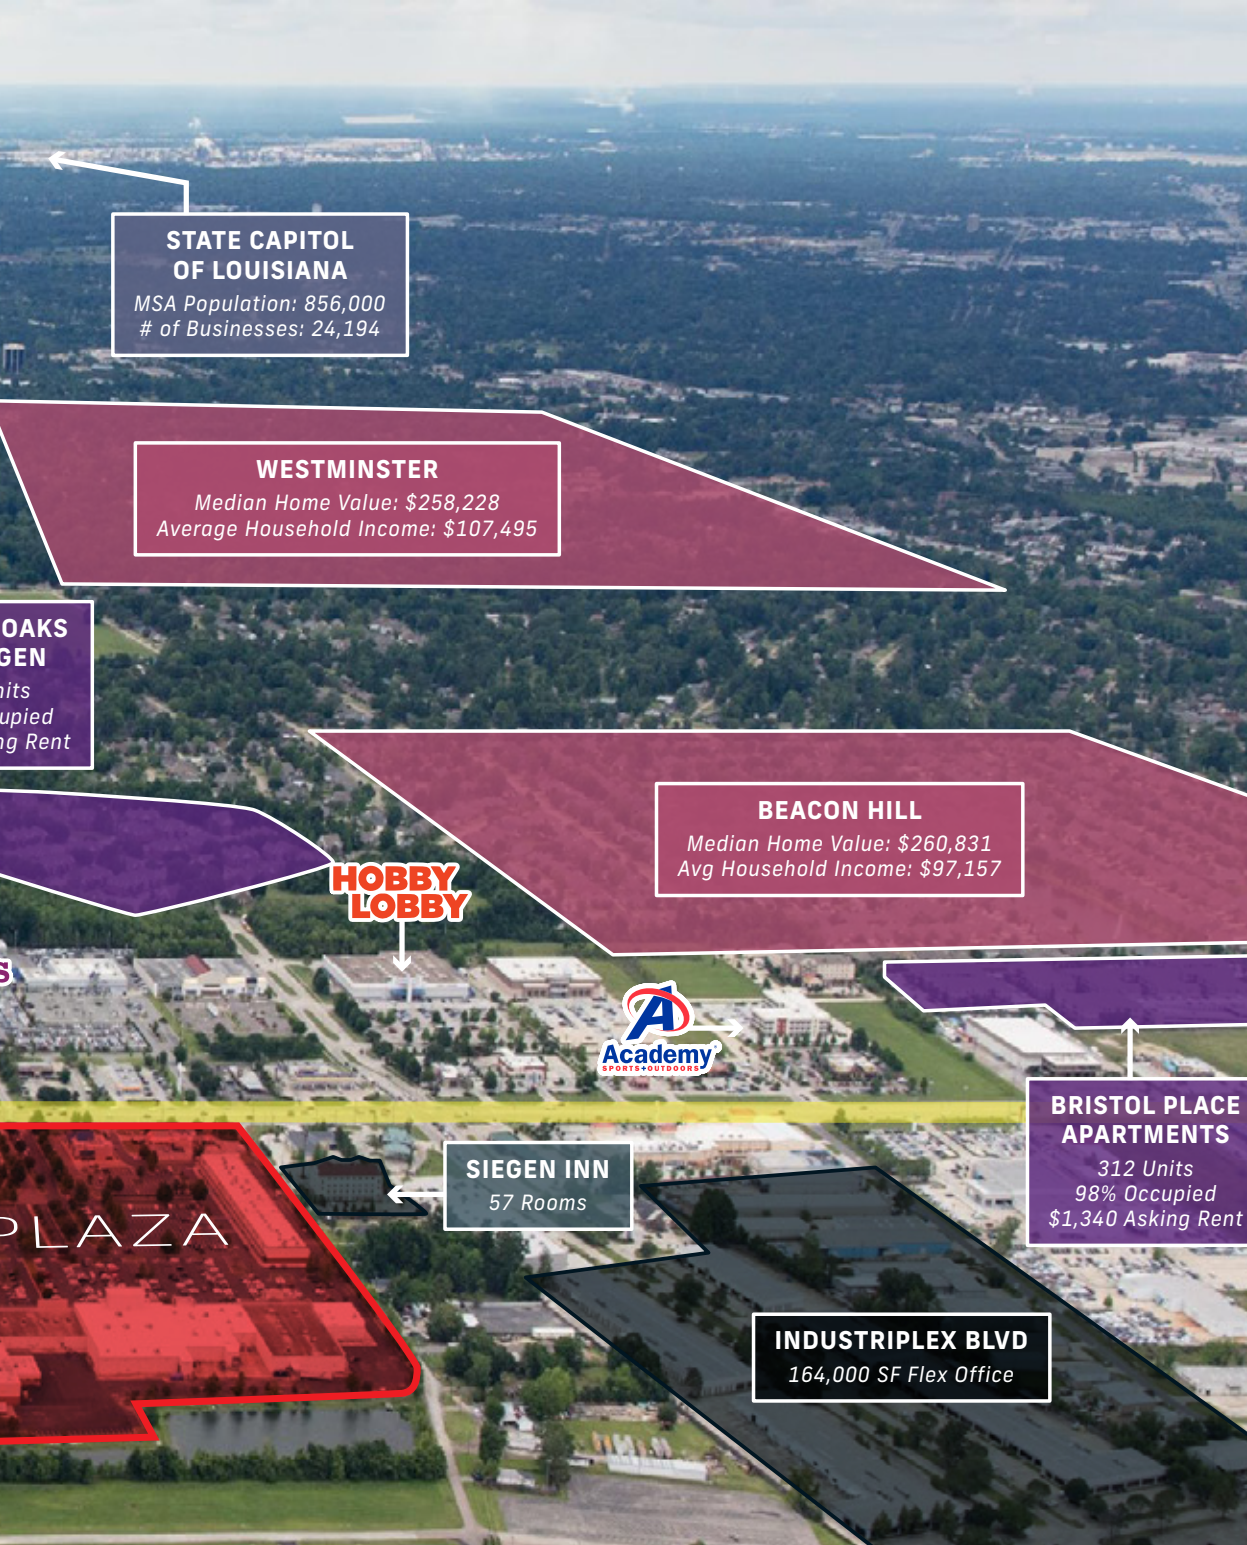 STATE CAPITOL
OF LOUISIANA
MSA Population: 856,000
# of Businesses: 24,194
WESTMINSTER
Median Home Value: $258,228
Average Household Income: $107,495
OAKS
GEN
nits
upied
ng Rent
BEACON HILL
Median Home Value: $260,831
Avg Household Income: $97,157
HOBBY
LOBBY
S
Academy
SPORTS+OUTDOORS
BRISTOL PLACE
APARTMENTS
312 Units
98% Occupied
$1,340 Asking Rent
SIEGEN INN
57 Rooms
PLAZA
INDUSTRIPLEX BLVD
164,000 SF Flex Office